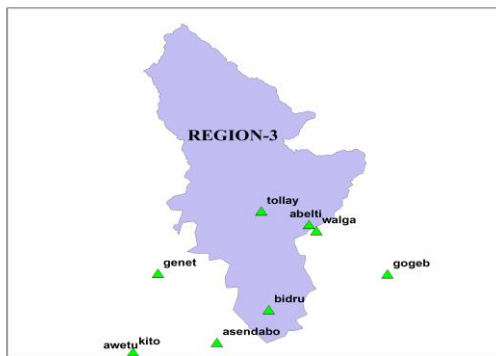 REGION-3
tollay
abelti
walga
genet
gogeb
bidru
asendabo
awetu
kito